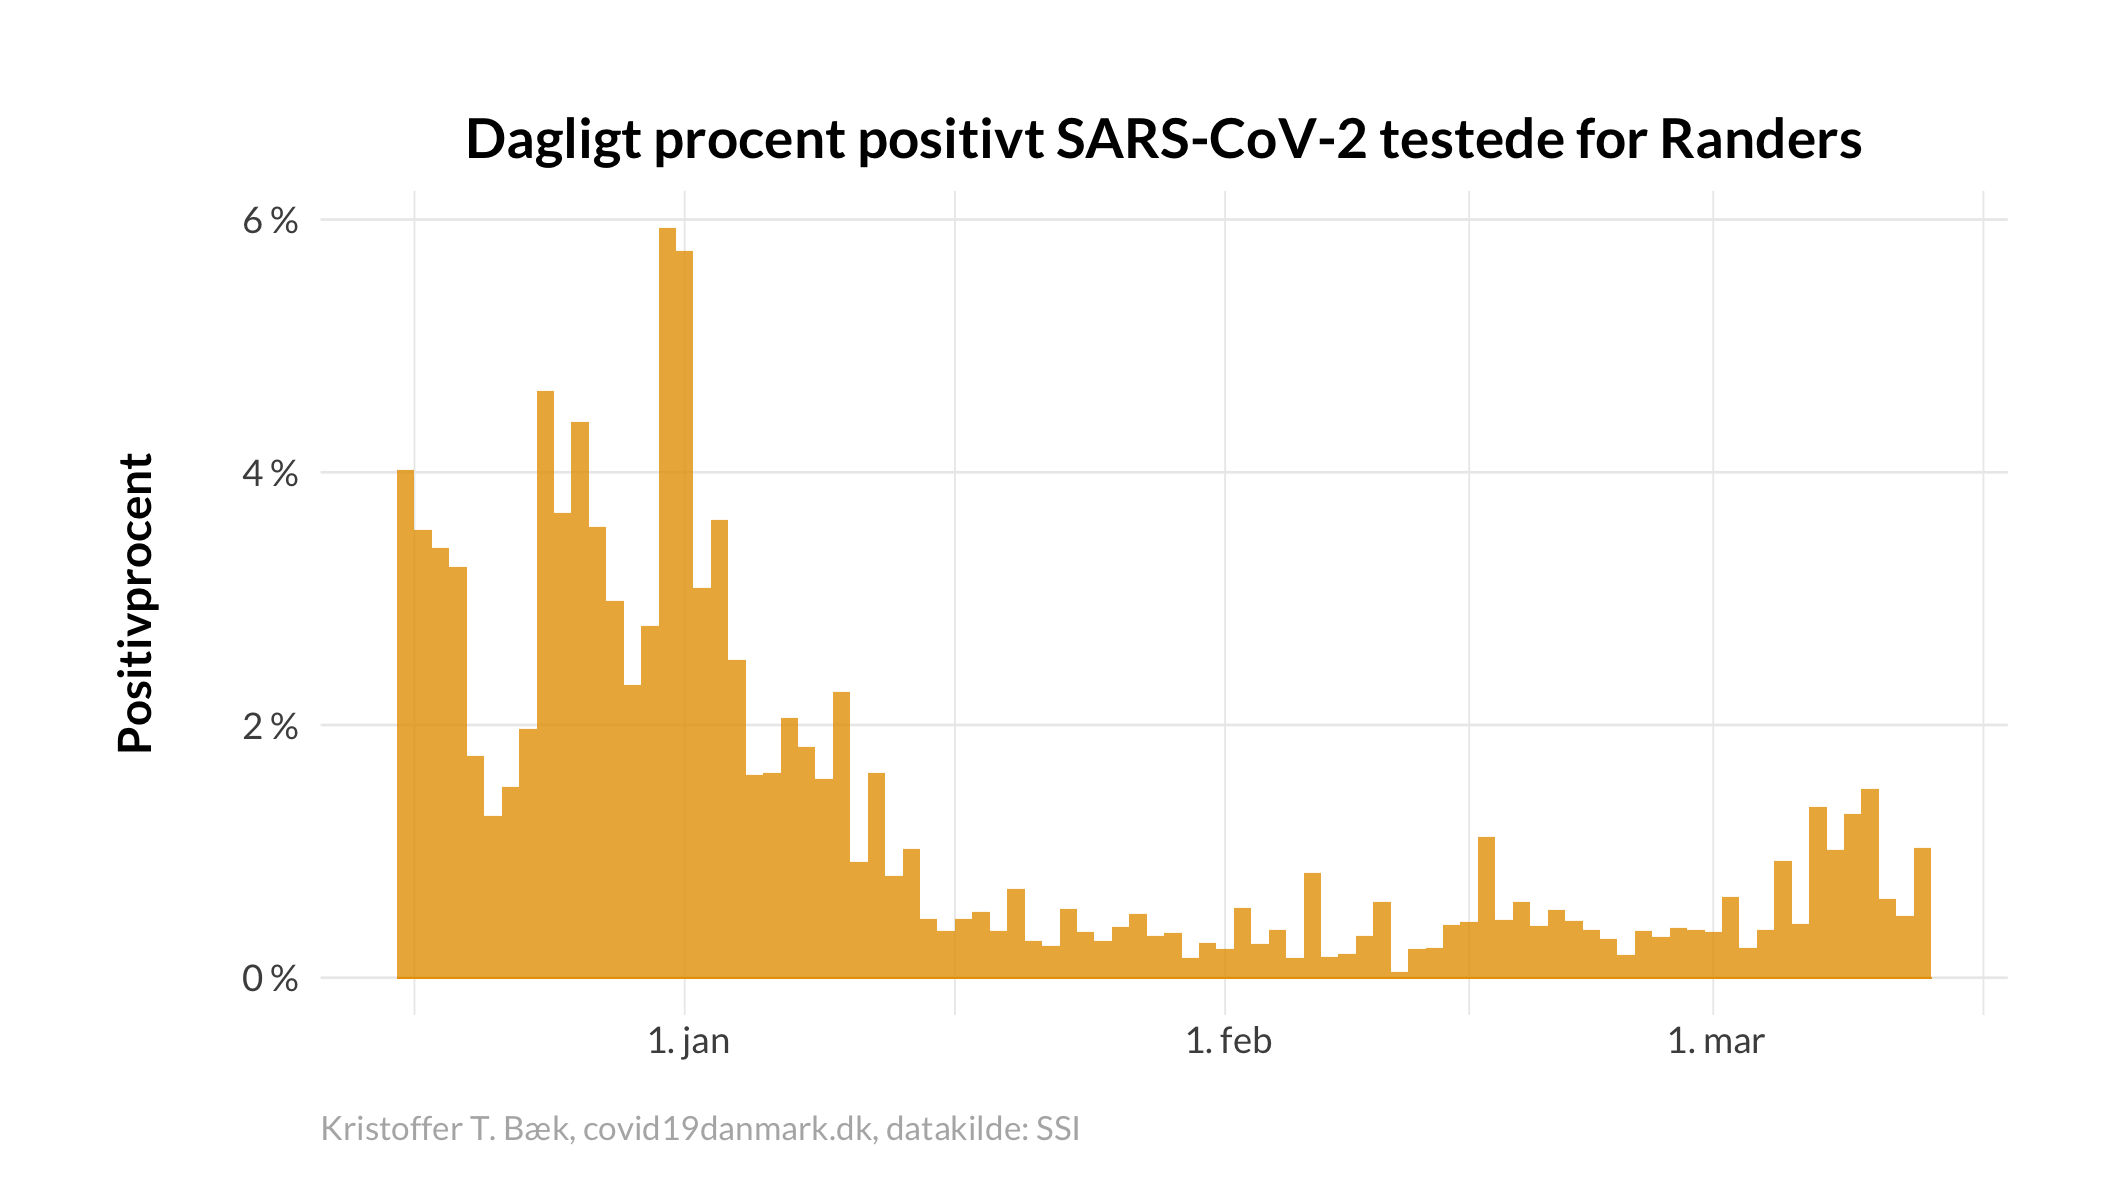 Dagligt procent positivt SARS-CoV-2 testede for Randers
Positivprocent
6 %
4 %
2 %
0 %
1. jan
1. feb
1. mar
Kristoffer T. Bæk, covid19danmark.dk, datakilde: SSI